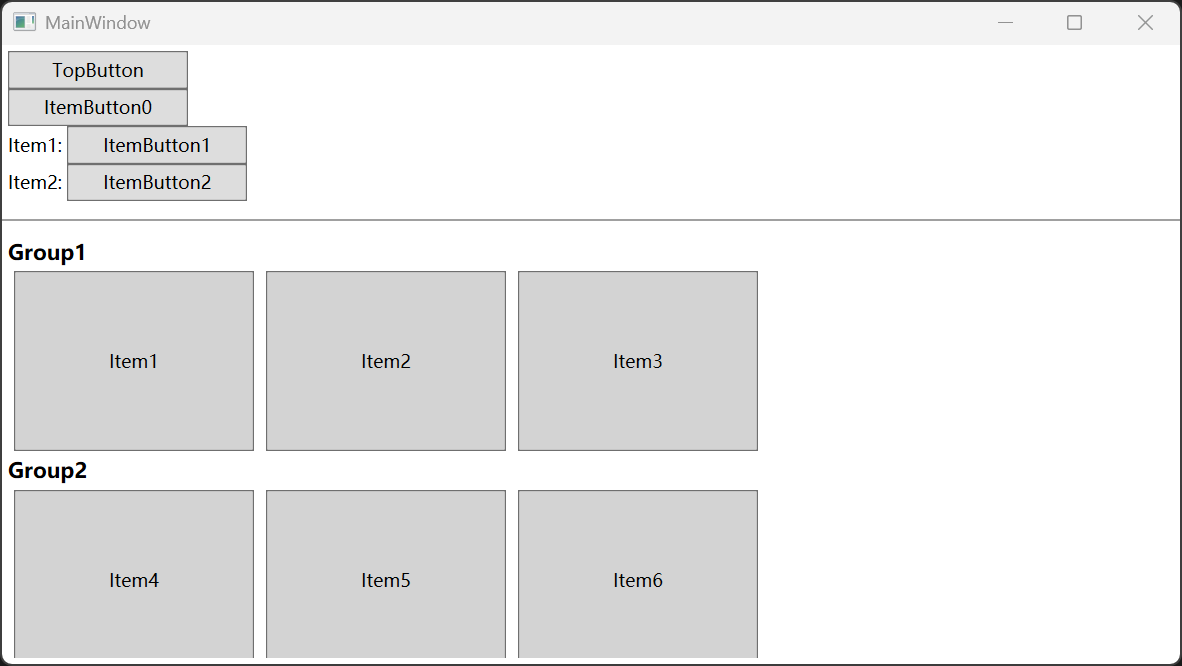 MainWindow
TopButton
ItemButton0
Item1: ItemButton1
Item2: ItemButton2
Group1
Item1 Item2 Item3
Group2
Item4 Item5 Item6